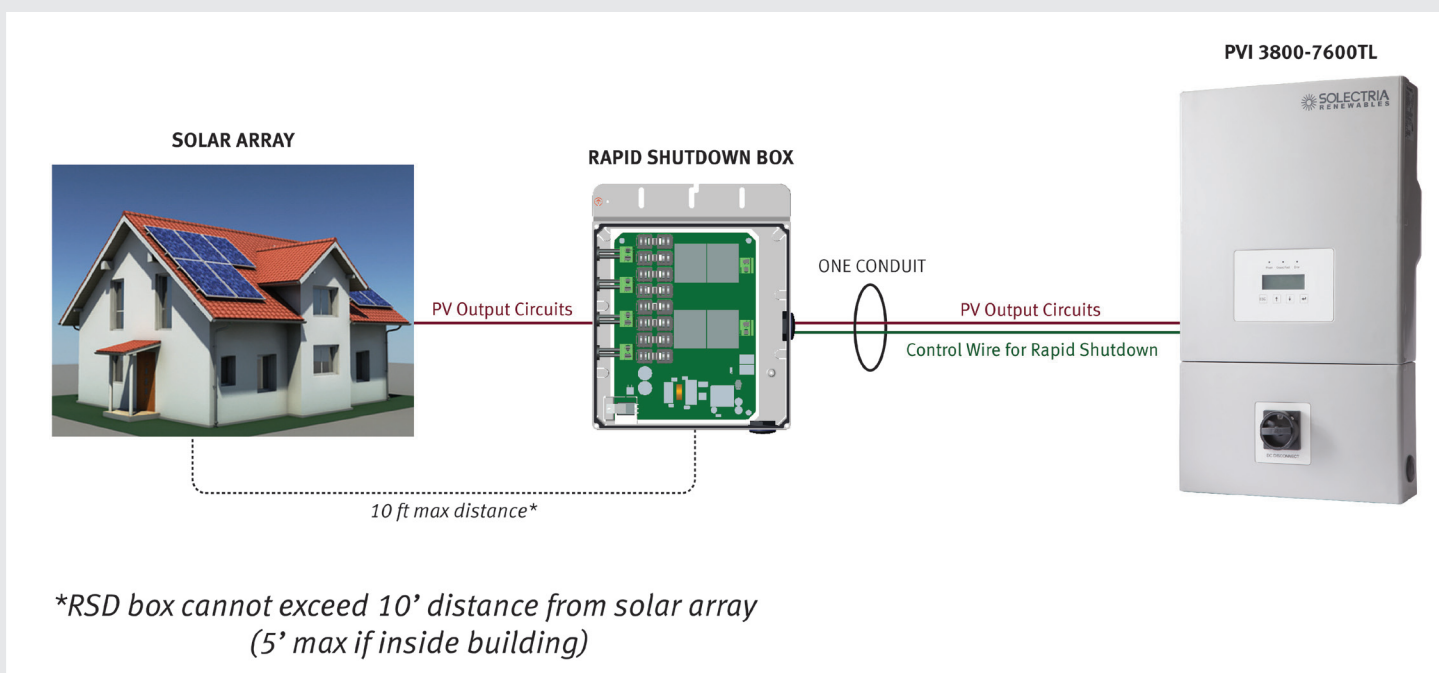 PVI 3800-7600TL
SOLECTRIA
RENEWABLES
SOLAR ARRAY
RAPID SHUTDOWN BOX
ONE CONDUIT
PV Output Circuits
PV Output Circuits
Control Wire for Rapid Shutdown
DC DISCONNECT
10 ft max distance*
*RSD box cannot exceed 10’ distance from solar array
(5’ max if inside building)